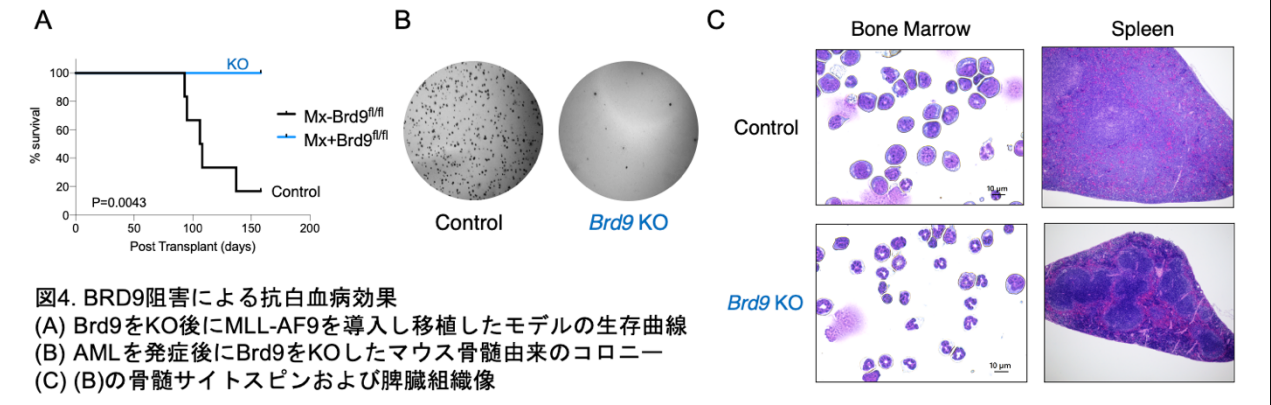 A
B
C
Bone Marrow
Spleen
KO
100
80
60
40
20
0
% survival
Mx-Brd9fl/fl
Mx+Brd9fl/fl
Control
P=0.0043
0
50
100
150
200
Post Transplant (days)
Control
Brd9 KO
Control
10 μm
Brd9 KO
10 μm
図4. BRD9阻害による抗白血病効果
(A) Brd9をKO後にMLL-AF9を導入し移植したモデルの生存曲線
(B) AMLを発症後にBrd9をKOしたマウス骨髄由来のコロニー
(C) (B)の骨髄サイトスピンおよび脾臓組織像